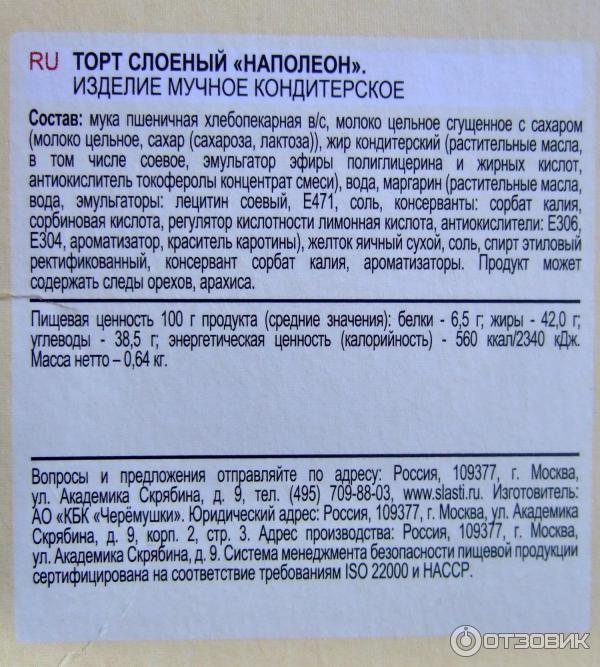 RU ТОРТ СЛОЕНЫЙ «НАПОЛЕОН».
ИЗДЕЛИЕ МУЧНОЕ КОНДИТЕРСКОЕ
Состав: мука пшеничная хлебопекарная в/с, молоко цельное сгущенное с сахаром
(молоко цельное, сахар (сахароза, лактоза)), жир кондитерский (растительные масла,
в том числе соевое, эмульгатор эфиры полиглицерина и жирных кислот,
антиокислитель токоферолы концентрат смеси), вода, маргарин (растительные масла,
вода, эмульгаторы: лецитин соевый, Е471, соль, консерванты: сорбат калия,
сорбиновая кислота, регулятор кислотности лимонная кислота, антиокислители: Е306,
Е304, ароматизатор, краситель каротины), желток яичный сухой, соль, спирт этиловый
ректификованный, консервант сорбат калия, ароматизаторы. Продукт может
содержать следы орехов, арахиса.
Пищевая ценность 100 г продукта (средние значения): белки - 6,5 г; жиры - 42,0 г;
углеводы - 38,5 г; энергетическая ценность (калорийность) - 560 ккал/2340 кДж.
Масса нетто – 0,64 кг.
Вопросы и предложения отправляйте по адресу: Россия, 109377, г. Москва,
ул. Академика Скрябина, д. 9, тел. (495) 709-88-03, www.slasti.ru. Изготовитель:
АО «КБК «Черёмушки». Юридический адрес: Россия, 109377, г. Москва, ул. Академика
Скрябина, д. 9, корп. 2, стр. 3. Адрес производства: Россия, 109377, г. Москва,
ул. Академика Скрябина, д. 9. Система менеджмента безопасности пищевой продукции
сертифицирована на соответствие требованиям ISO 22000 и HACCP.
ОТЗОВИК